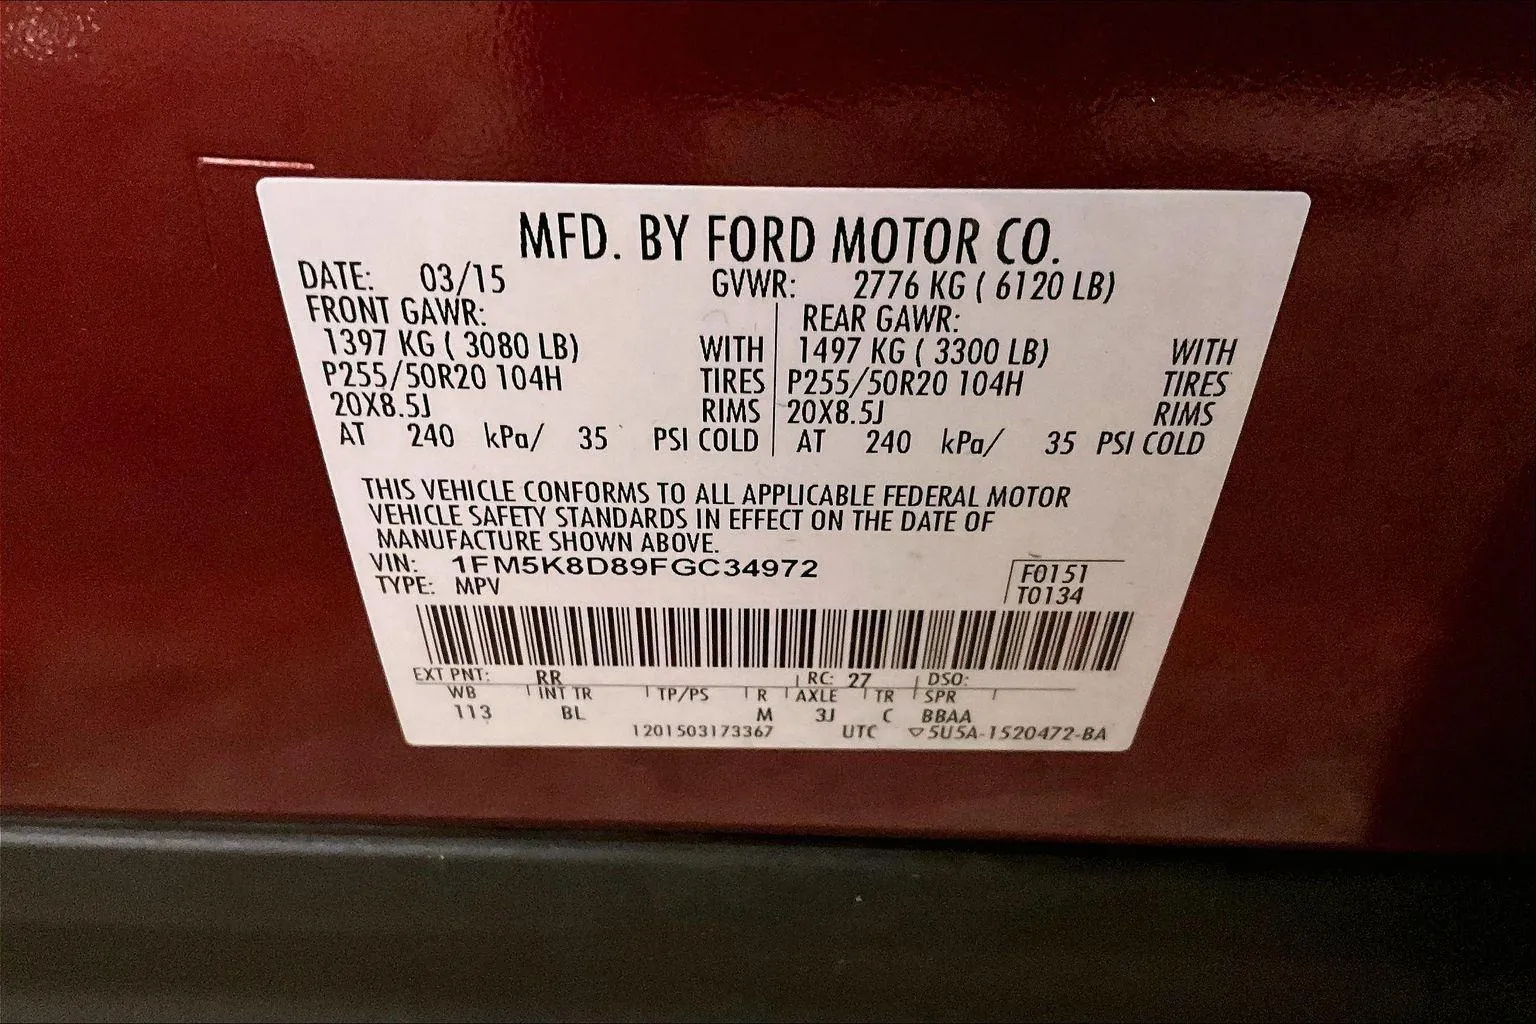 MFD. BY FORD MOTOR CO.
DATE: 03/15 GVWR: 2776 KG ( 6120 LB)
FRONT GAWR: REAR GAWR:
1397 KG ( 3080 LB) WITH 1497 KG ( 3300 LB) WITH
P255/50R20 104H TIRES P255/50R20 104H TIRES
20X8.5J RIMS 20X8.5J RIMS
AT 240 kPa/ 35 PSI COLD AT 240 kPa/ 35 PSI COLD
THIS VEHICLE CONFORMS TO ALL APPLICABLE FEDERAL MOTOR
VEHICLE SAFETY STANDARDS IN EFFECT ON THE DATE OF
MANUFACTURE SHOWN ABOVE.
VIN: 1FM5K8D89FGC34972 F0151
TYPE: MPV T0134
EXT PNT: RR RC: 27 DSO:
WB INT TR TP/PS R AXLE TR SPR
113 BL M 3J C BBAA
1201503173367 UTC ▽5U5A-1520472-BA